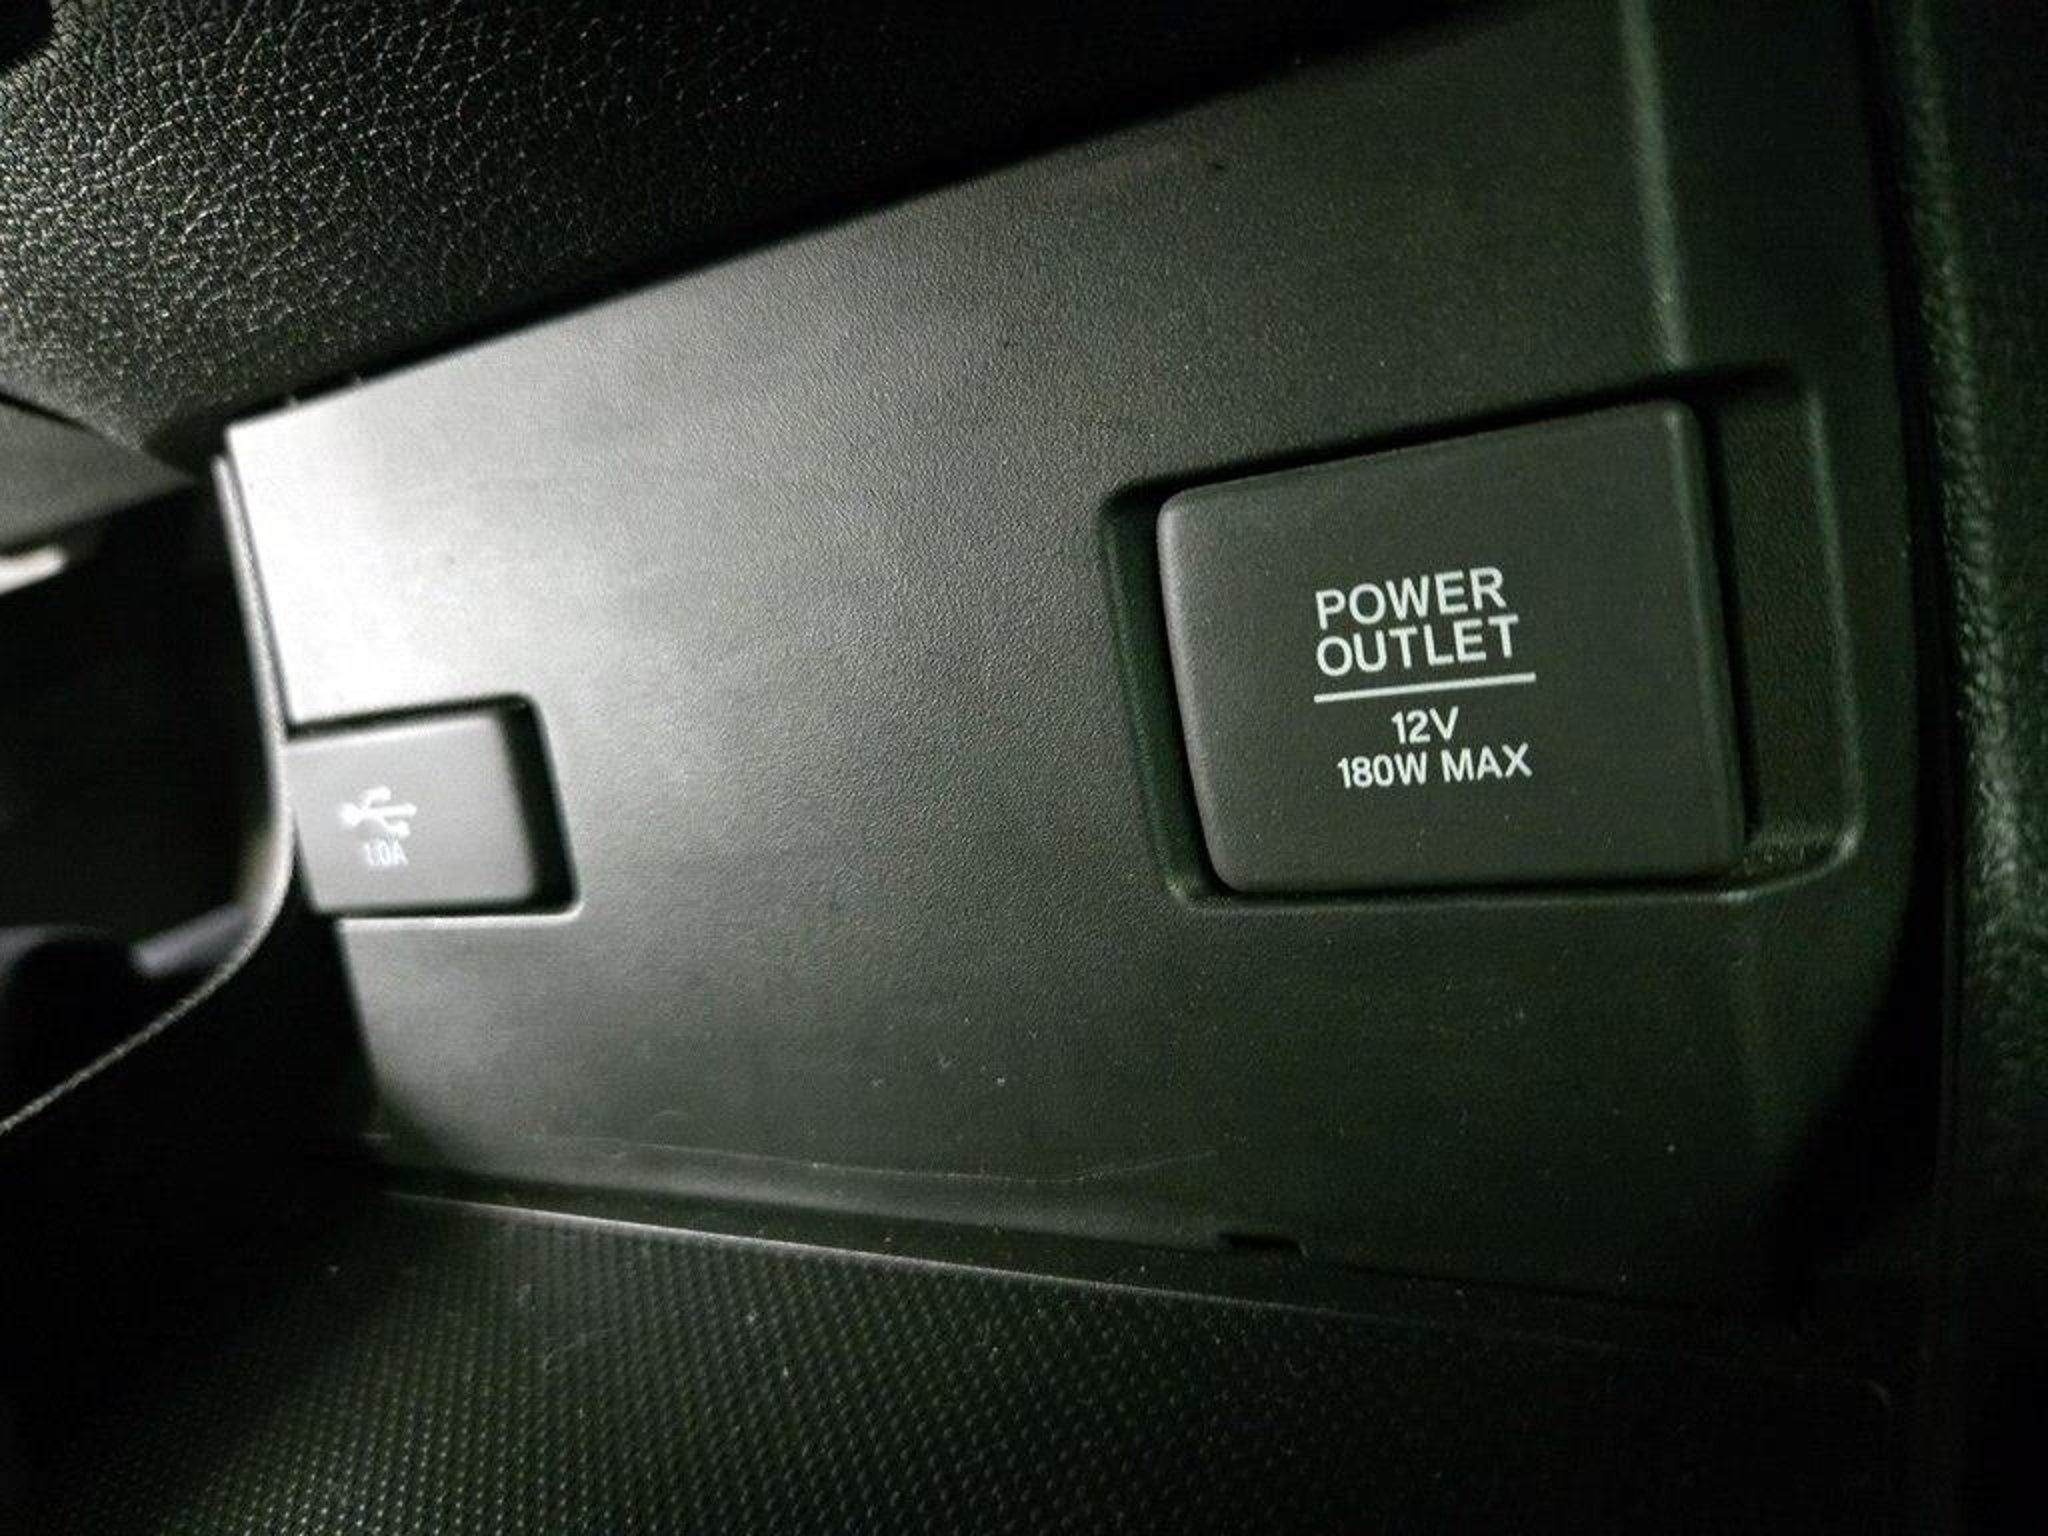 POWER
OUTLET
12V
180W MAX
1.0A